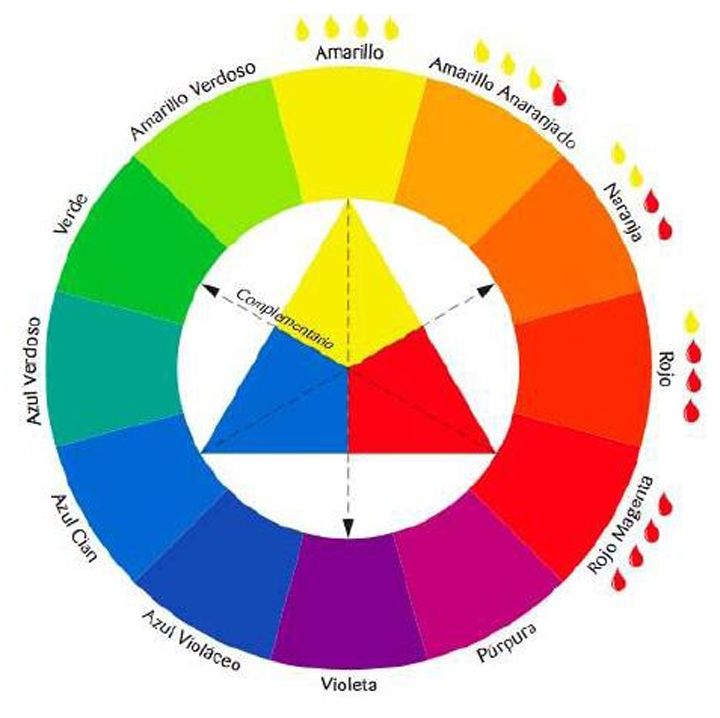 Amarillo
Amarillo Anaranjado
Naranja
Rojo
Rojo Magenta
Púrpura
Violeta
Azul Violáceo
Azul Cian
Azul Verdoso
Verde
Amarillo Verdoso
Complementario